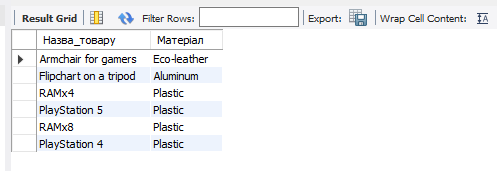 Result Grid Filter Rows: Export: Wrap Cell Content:
Назва_товару Матеріал
Armchair for gamers Eco-leather
Flipchart on a tripod Aluminum
RAMx4 Plastic
PlayStation 5 Plastic
RAMx8 Plastic
PlayStation 4 Plastic